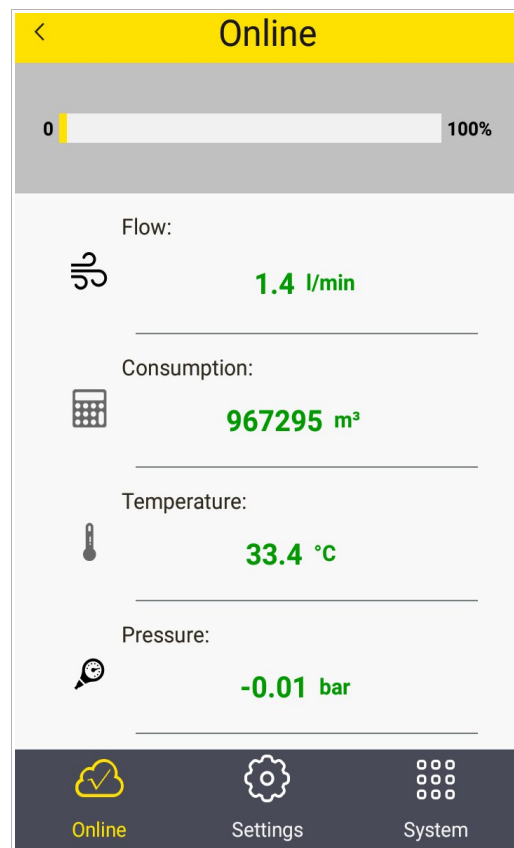 Online
0 100%
Flow:
1.4 l/min
Consumption:
967295 m³
Temperature:
33.4 °C
Pressure:
-0.01 bar
Online Settings System